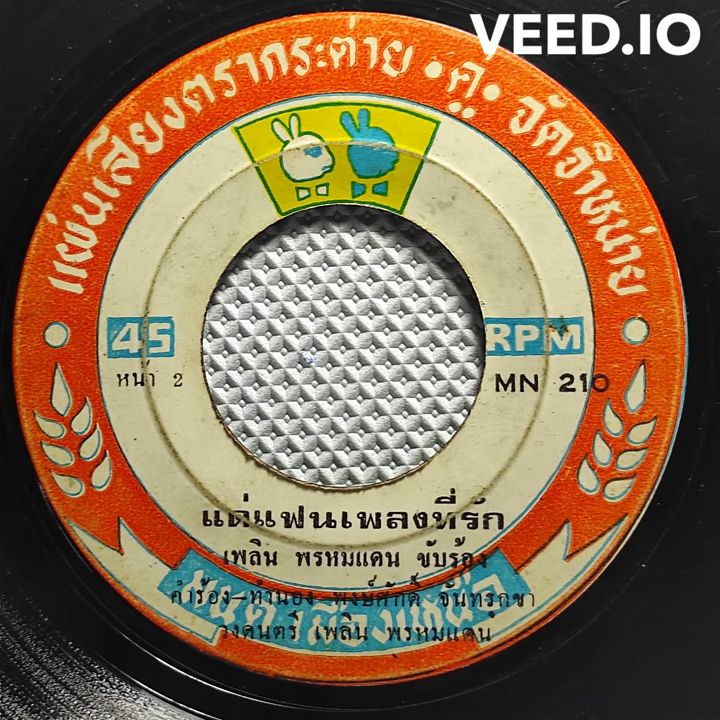 VEED.IO
แผ่นเสียงตรากระต่าย • คู่ • จัดจำหน่าย
45 RPM
หน้า 2 MN 210
แด่แฟนเพลงที่รัก
เพลิน พรหมแดน ขับร้อง
คำร้อง-ทำนอง พงษ์ศักดิ์ จันทรุกขา
วงดนตรี เพลิน พรหมแดน